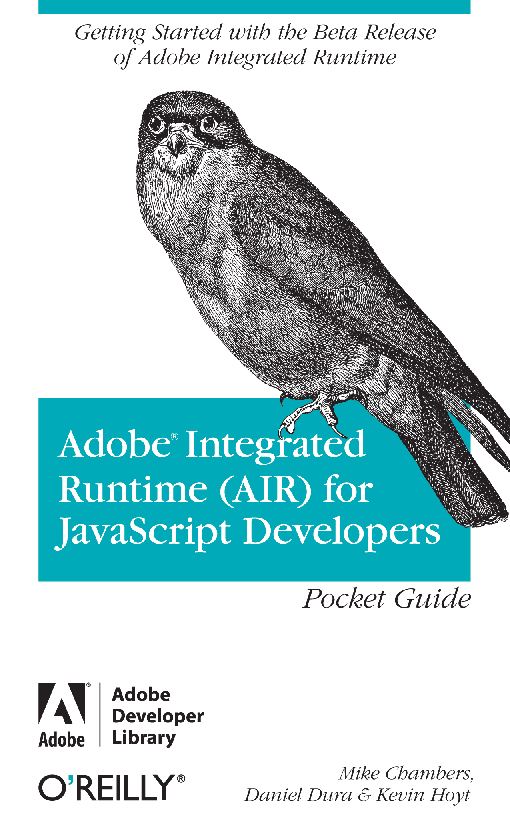 Getting Started with the Beta Release
of Adobe Integrated Runtime
Adobe® Integrated
Runtime (AIR) for
JavaScript Developers
Pocket Guide
Adobe
Developer
Library
Adobe
O'REILLY®
Mike Chambers,
Daniel Dura & Kevin Hoyt